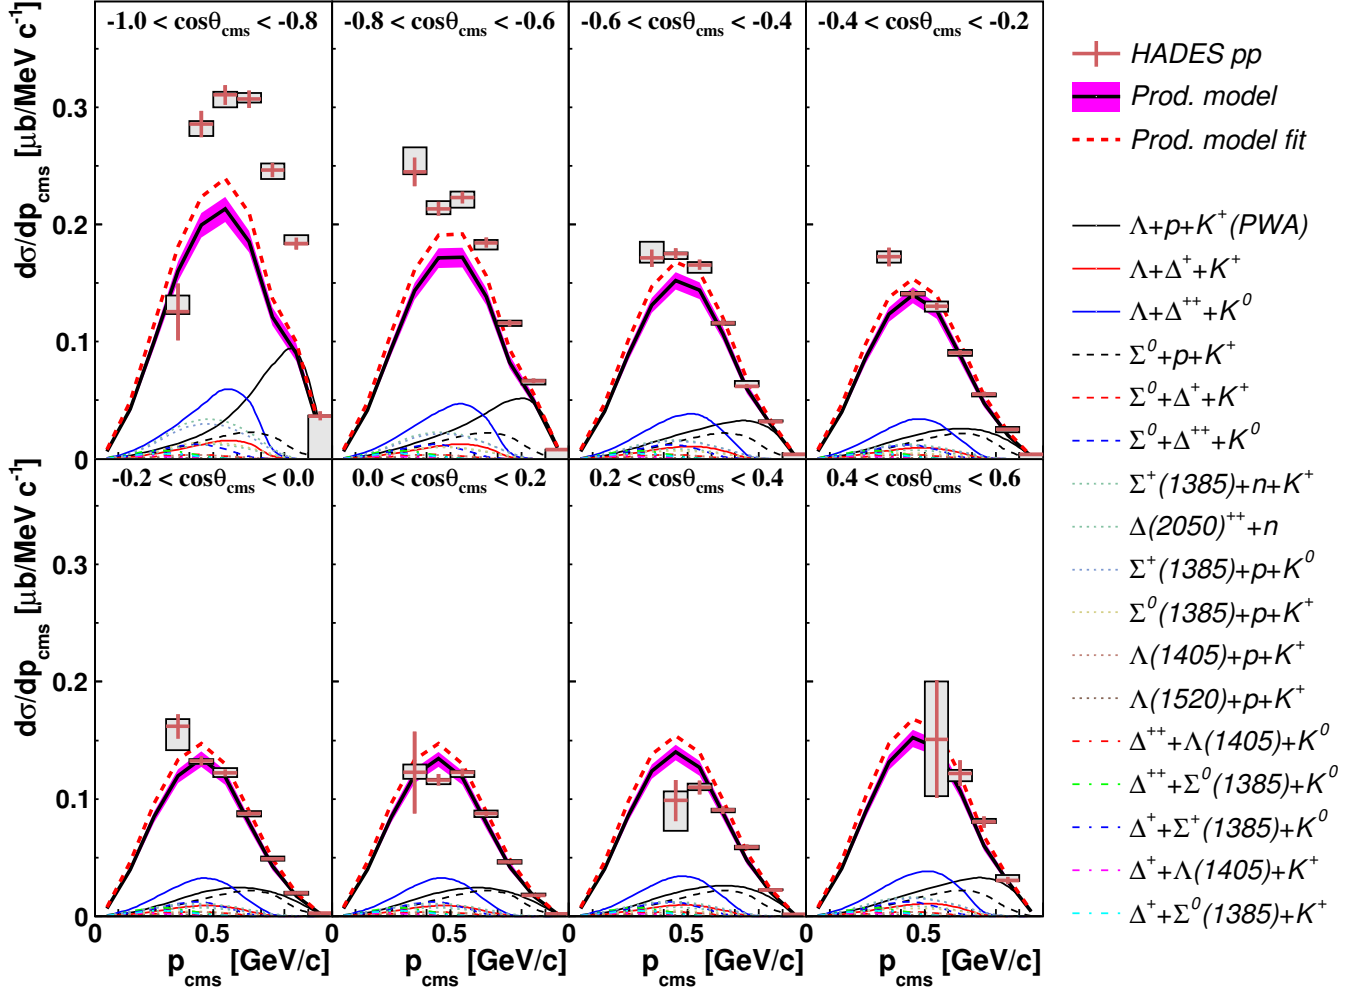 -1.0 < cosθcms < -0.8
-0.8 < cosθcms < -0.6
-0.6 < cosθcms < -0.4
-0.4 < cosθcms < -0.2
dσ/dpcms [μb/MeV c⁻¹]
0.3
0.2
0.1
0
HADES pp
Prod. model
Prod. model fit
Λ+p+K⁺(PWA)
Λ+Δ⁺+K⁺
Λ+Δ⁺⁺+K⁰
Σ⁰+p+K⁺
Σ⁰+Δ⁺+K⁺
Σ⁰+Δ⁺⁺+K⁰
Σ⁺(1385)+n+K⁺
Δ(2050)⁺⁺+n
Σ⁺(1385)+p+K⁰
Σ⁰(1385)+p+K⁺
Λ(1405)+p+K⁺
Λ(1520)+p+K⁺
Δ⁺⁺+Λ(1405)+K⁰
Δ⁺⁺+Σ⁰(1385)+K⁰
Δ⁺+Σ⁺(1385)+K⁰
Δ⁺+Λ(1405)+K⁺
Δ⁺+Σ⁰(1385)+K⁺
-0.2 < cosθcms < 0.0
0.0 < cosθcms < 0.2
0.2 < cosθcms < 0.4
0.4 < cosθcms < 0.6
dσ/dpcms [μb/MeV c⁻¹]
0.2
0.1
0
0 0.5 0 0.5 0 0.5 0 0.5
pcms [GeV/c] pcms [GeV/c] pcms [GeV/c] pcms [GeV/c]